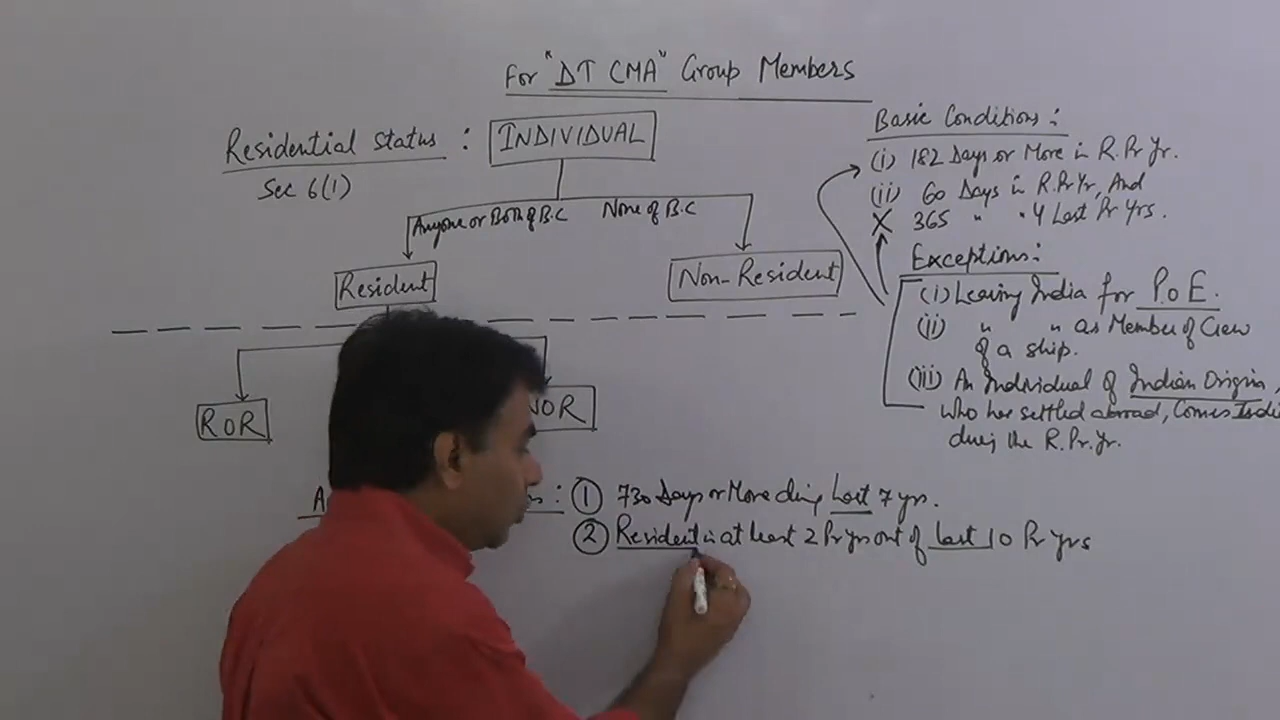 For "DT CMA" Group Members
Residential Status :
Sec 6(1)
INDIVIDUAL
Anyone or Both of B.C
None of B.C
Resident
Non-Resident
ROR
NOR
: ① 730 Days or More during Last 7 yrs.
② Resident in at least 2 Pr yrs out of last 10 Pr yrs
Basic Conditions :
(i) 182 Days or More in R. Pr Yr.
(ii) 60 Days in R. Pr Yr, And
X 365 " " 4 Last Pr Yrs.
Exceptions :
(i) Leaving India for P.o E.
(ii) " " as Member of Crew
of a ship.
(iii) An Individual of Indian Origin,
who has settled abroad, Comes
during the R. Pr. Yr.